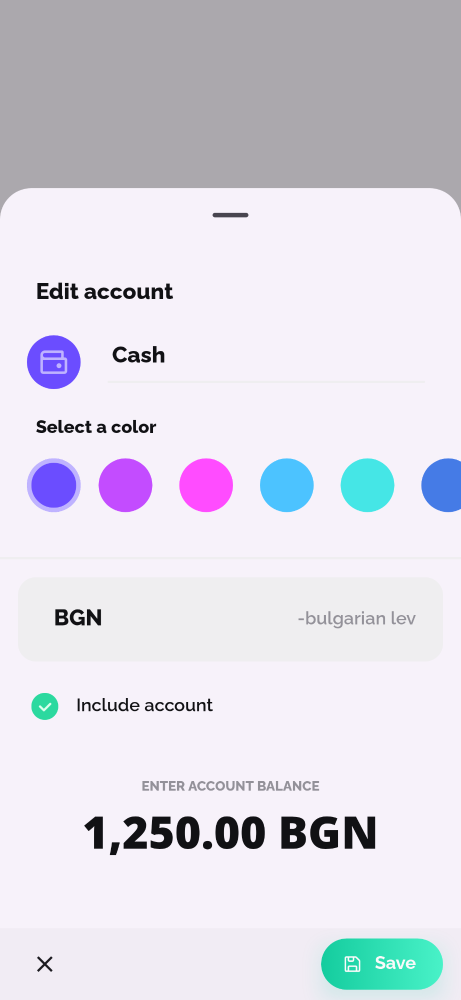 Edit account
Cash
Select a color
BGN
-bulgarian lev
Include account
ENTER ACCOUNT BALANCE
1,250.00 BGN
Save